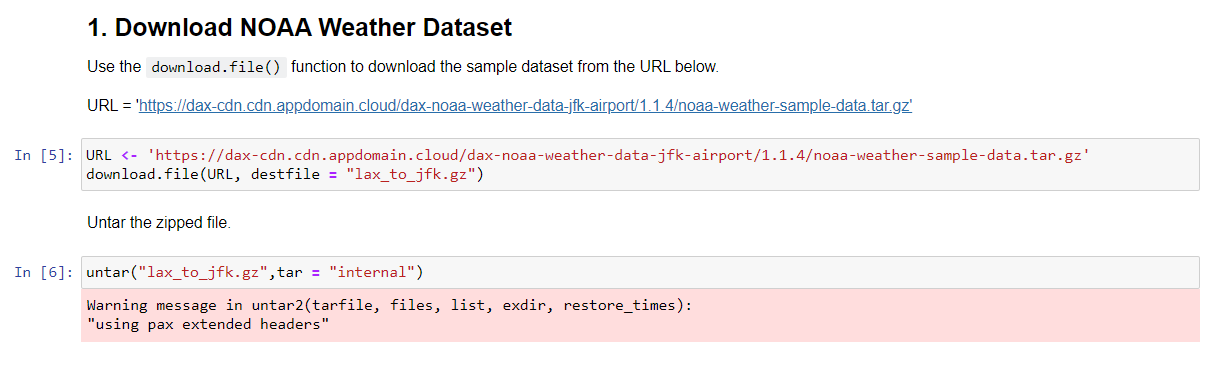 1. Download NOAA Weather Dataset
Use the download.file() function to download the sample dataset from the URL below.
URL = 'https://dax-cdn.cdn.appdomain.cloud/dax-noaa-weather-data-jfk-airport/1.1.4/noaa-weather-sample-data.tar.gz'
In [5]: URL <- 'https://dax-cdn.cdn.appdomain.cloud/dax-noaa-weather-data-jfk-airport/1.1.4/noaa-weather-sample-data.tar.gz'
download.file(URL, destfile = "lax_to_jfk.gz")
Untar the zipped file.
In [6]: untar("lax_to_jfk.gz",tar = "internal")
Warning message in untar2(tarfile, files, list, exdir, restore_times):
"using pax extended headers"